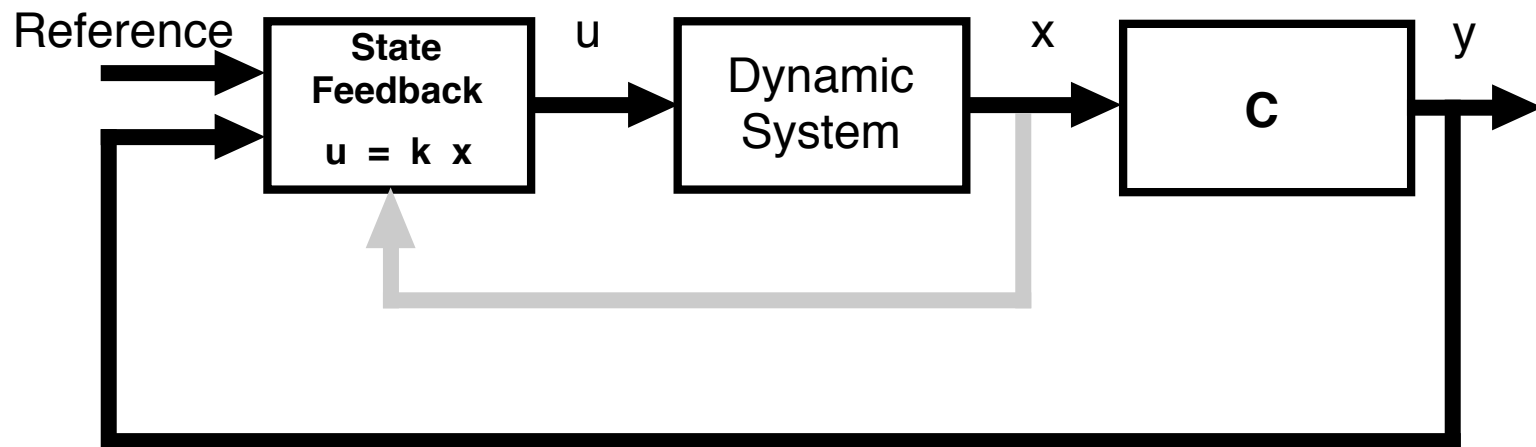 Reference
State
Feedback
u = k x
u
Dynamic
System
x
C
y